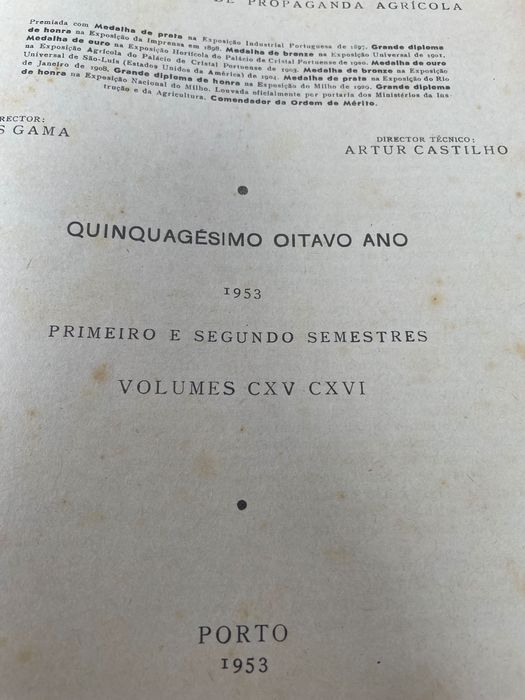 DE PROPAGANDA AGRÍCOLA
Premiada com Medalha de prata na Exposição Industrial Portuguesa de 1897. Grande diploma
de honra na Exposição da Imprensa em 1898. Medalha de bronze na Exposição Universal de 1901.
Medalha de ouro na Exposição Hortícola do Palácio de Cristal Portuense de 1900. Medalha de ouro
na Exposição Agrícola do Palácio de Cristal Portuense de 1903. Medalha de bronze na Exposição
Universal de São-Luís (Estados Unidos da América) de 1904. Medalha de prata na Exposição do Rio
de Janeiro de 1908. Grande diploma de honra na Exposição do Milho de 1929. Grande diploma
de honra na Exposição Nacional do Milho. Louvada oficialmente por portaria dos Ministérios da Ins-
trução e da Agricultura. Comendador da Ordem de Mérito.
RECTOR:
S GAMA
DIRECTOR TÉCNICO:
ARTUR CASTILHO
QUINQUAGÉSIMO OITAVO ANO
1953
PRIMEIRO E SEGUNDO SEMESTRES
VOLUMES CXV CXVI
PORTO
1953